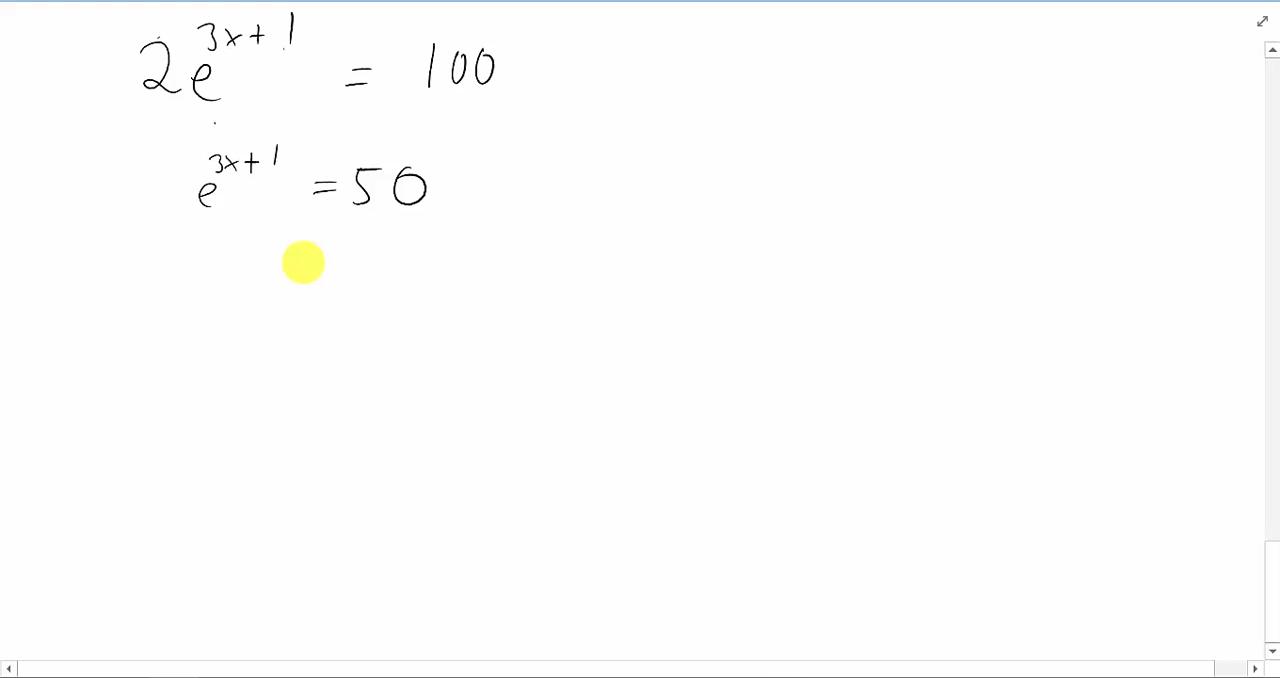 2e^{3x+1} = 100
e^{3x+1} = 50